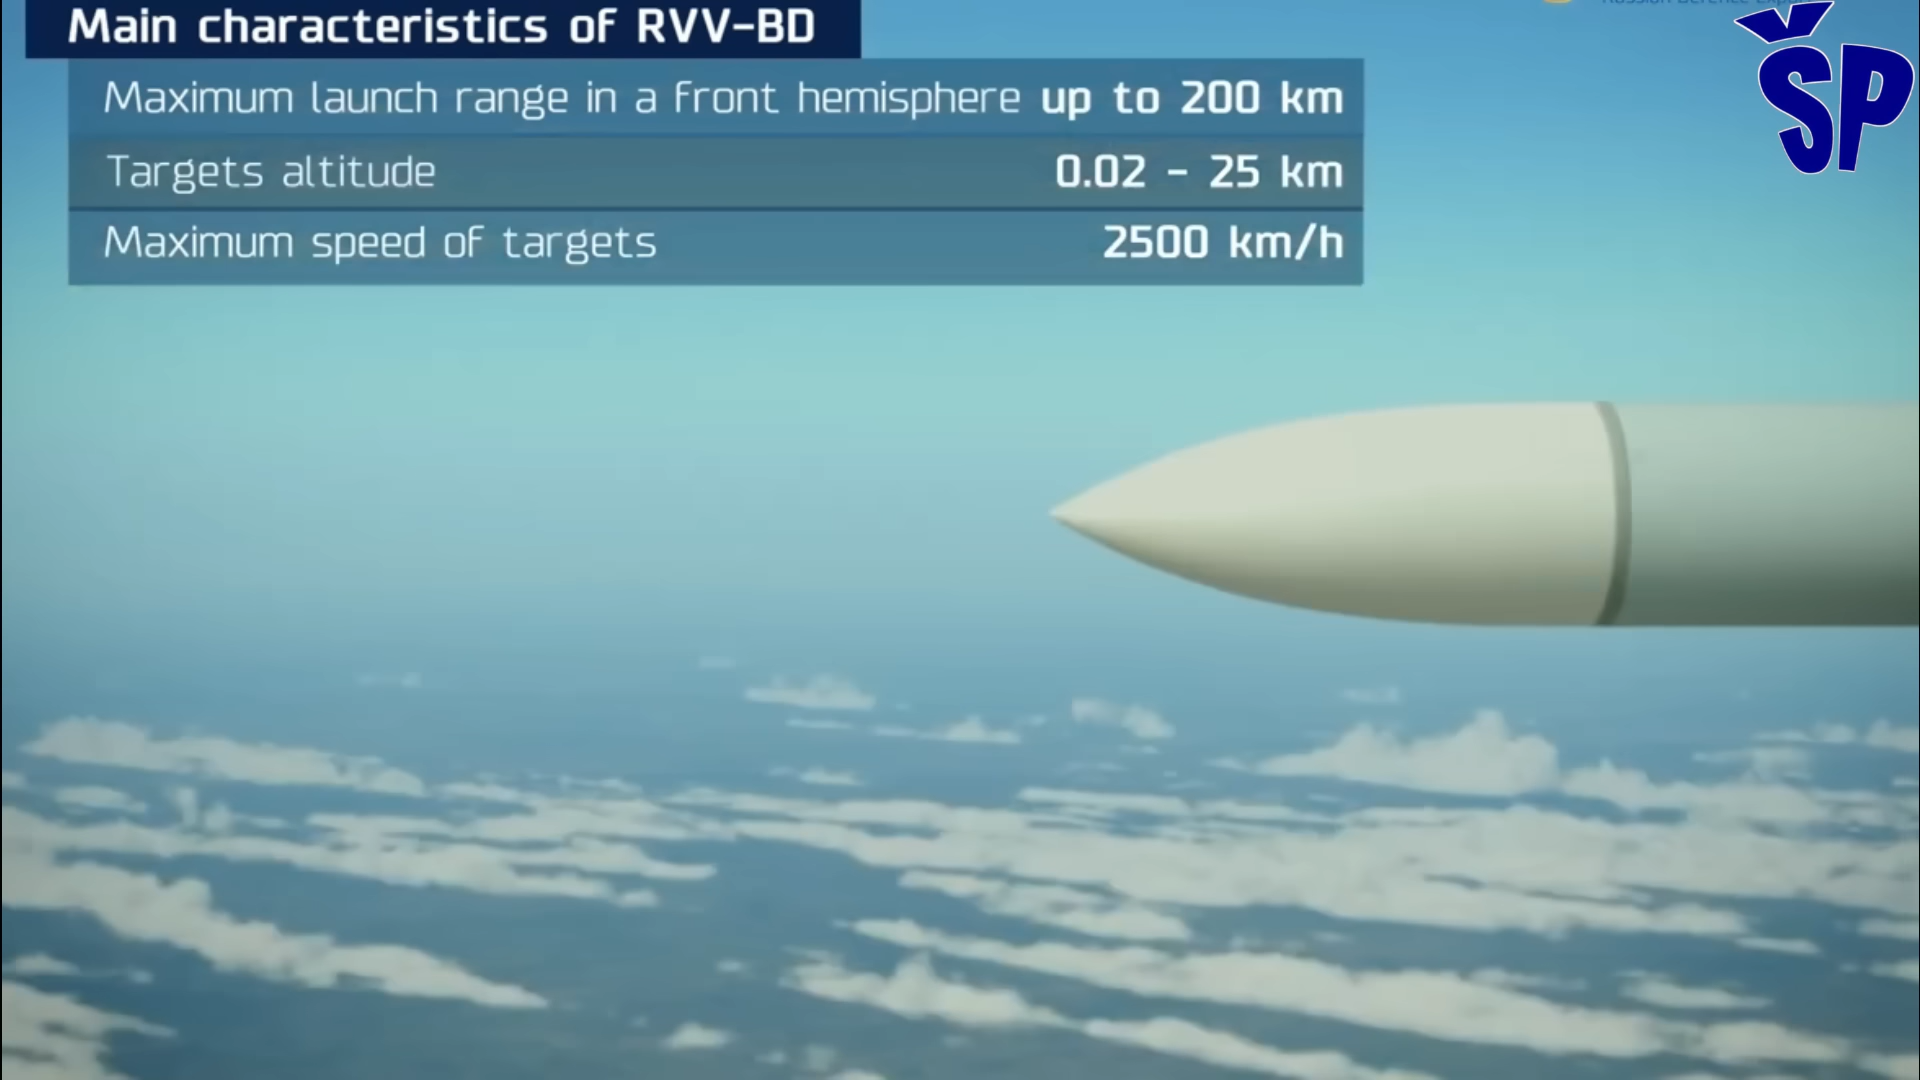 Main characteristics of RVV-BD
Maximum launch range in a front hemisphere up to 200 km
Targets altitude 0.02 - 25 km
Maximum speed of targets 2500 km/h
ŠP